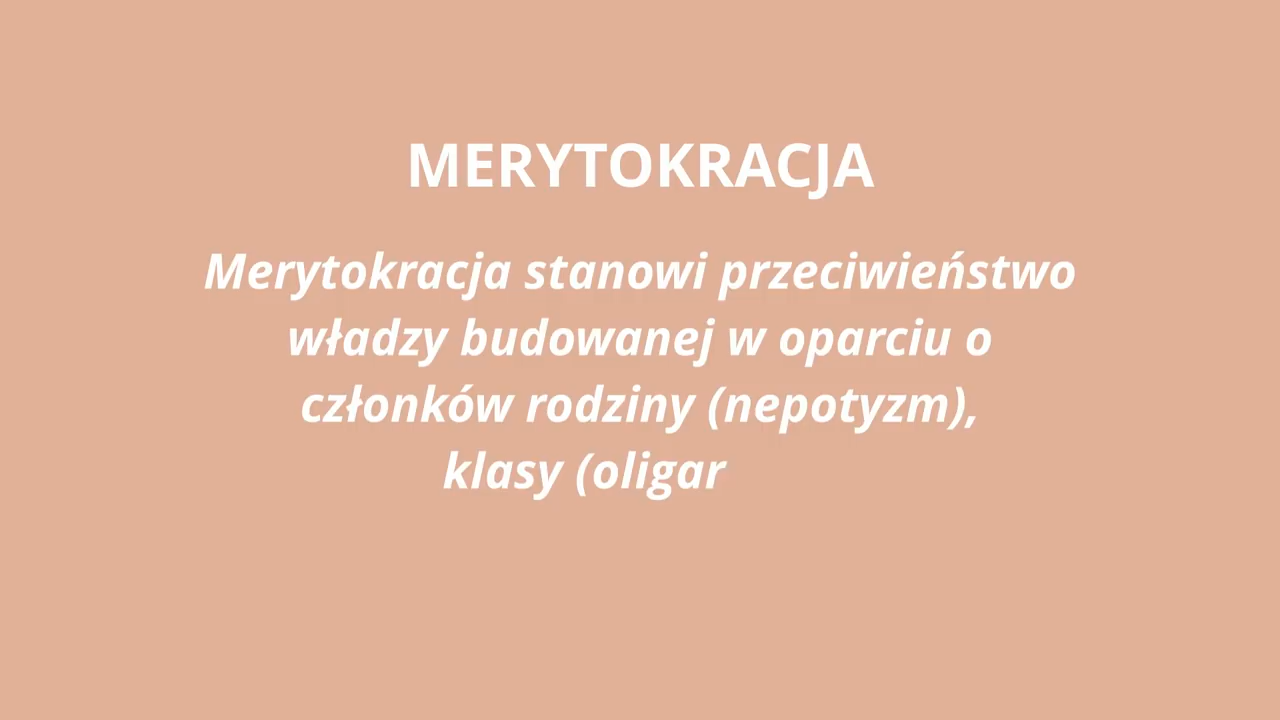 MERYTOKRACJA
Merytokracja stanowi przeciwieństwo
władzy budowanej w oparciu o
członków rodziny (nepotyzm),
klasy (oligar